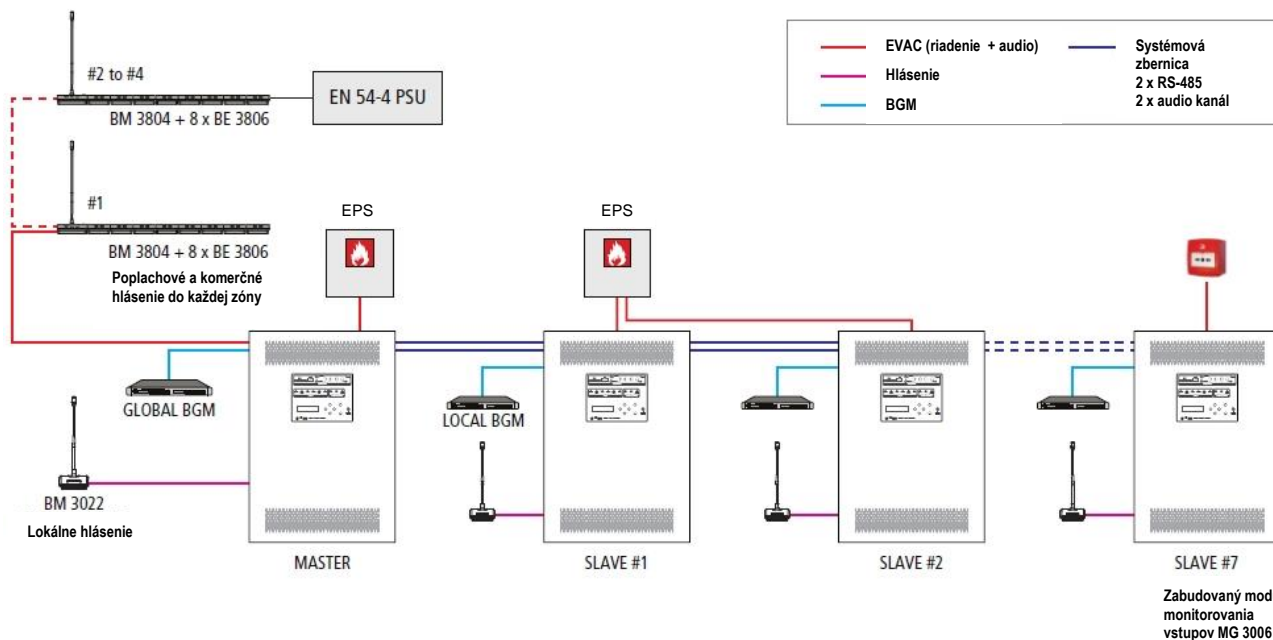 EVAC (riadenie + audio)
Hlásenie
BGM
Systémová
zbernica
2 x RS-485
2 x audio kanál
#2 to #4
EN 54-4 PSU
BM 3804 + 8 x BE 3806
#1
BM 3804 + 8 x BE 3806
Poplachové a komerčné
hlásenie do každej zóny
EPS
EPS
GLOBAL BGM
LOCAL BGM
BM 3022
Lokálne hlásenie
MASTER
SLAVE #1
SLAVE #2
SLAVE #7
Zabudovaný mod
monitorovania
vstupov MG 3006